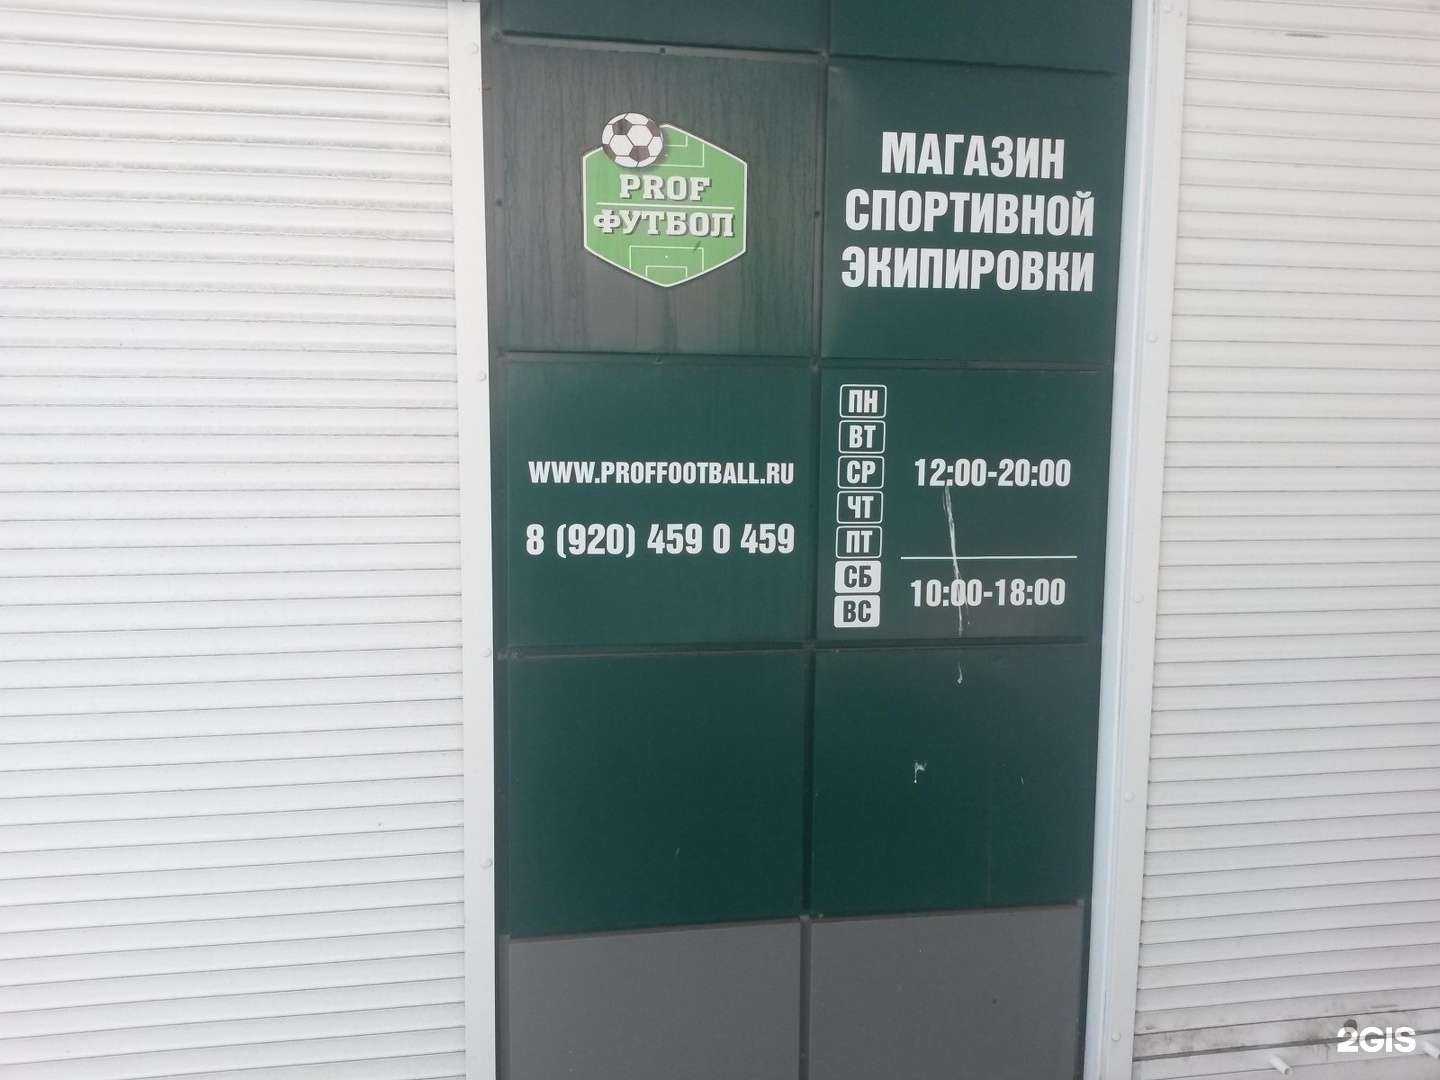 PROF
ФУТБОЛ
МАГАЗИН
СПОРТИВНОЙ
ЭКИПИРОВКИ
WWW.PROFFOOTBALL.RU
8 (920) 459 0 459
ПН
ВТ
СР
ЧТ
ПТ
12:00-20:00
СБ
ВС
10:00-18:00
2GIS